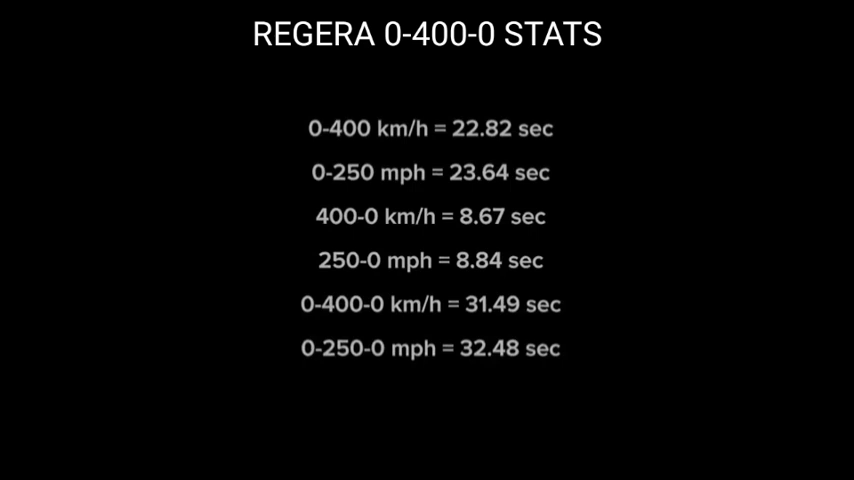 REGERA 0-400-0 STATS
0-400 km/h = 22.82 sec
0-250 mph = 23.64 sec
400-0 km/h = 8.67 sec
250-0 mph = 8.84 sec
0-400-0 km/h = 31.49 sec
0-250-0 mph = 32.48 sec